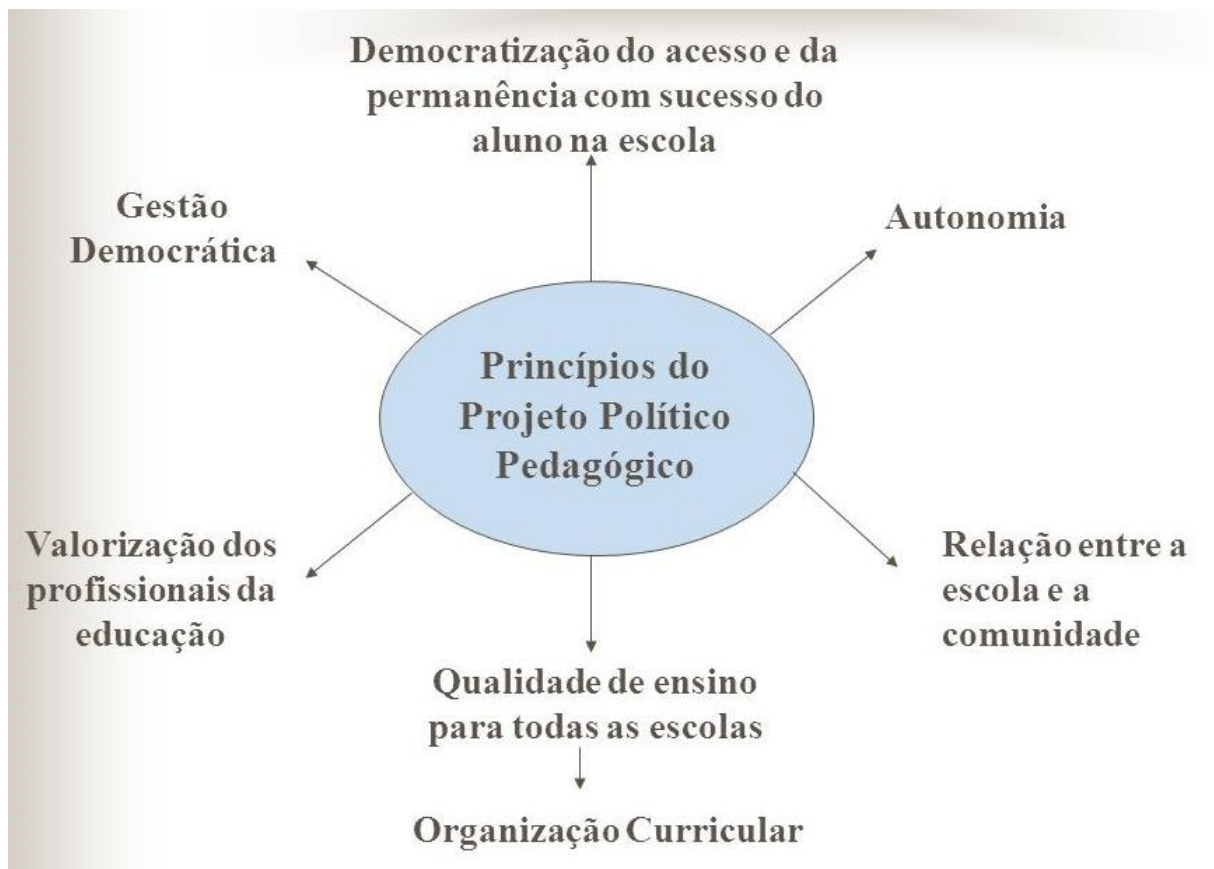 Democratização do acesso e da
permanência com sucesso do
aluno na escola
Gestão
Democrática
Autonomia
Princípios do
Projeto Político
Pedagógico
Valorização dos
profissionais da
educação
Relação entre a
escola e a
comunidade
Qualidade de ensino
para todas as escolas
Organização Curricular